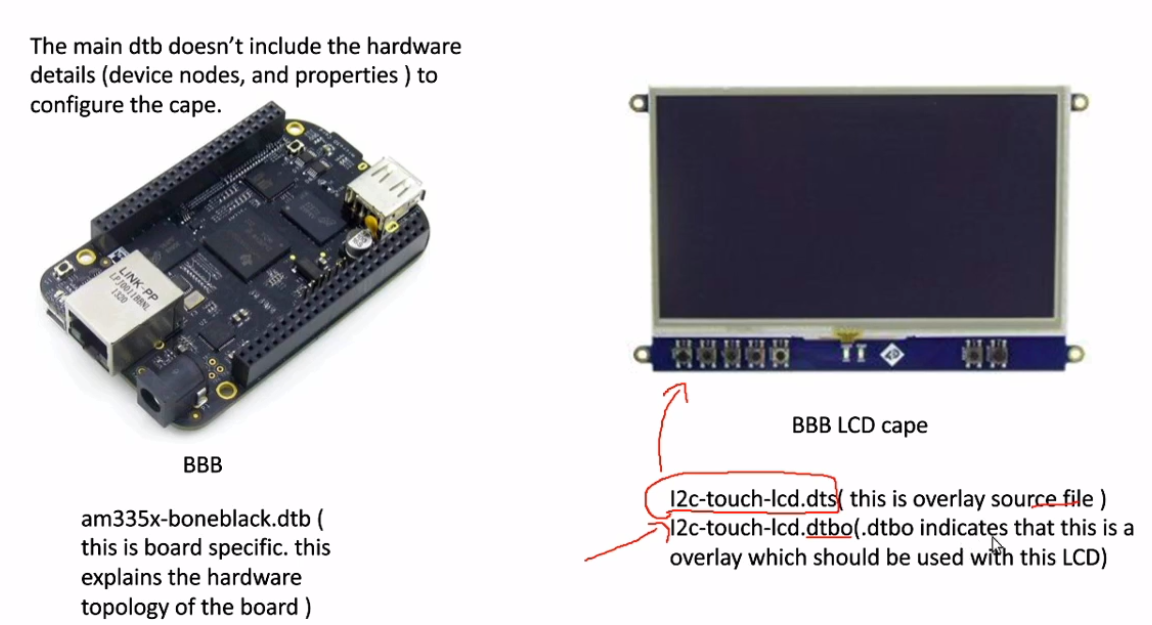 The main dtb doesn't include the hardware
details (device nodes, and properties ) to
configure the cape.
LINK-PP
LPJ0011BBNL
1320
BBB
BBB LCD cape
am335x-boneblack.dtb (
this is board specific. this
explains the hardware
topology of the board )
I2c-touch-lcd.dts( this is overlay source file )
I2c-touch-lcd.dtbo(.dtbo indicates that this is a
overlay which should be used with this LCD)